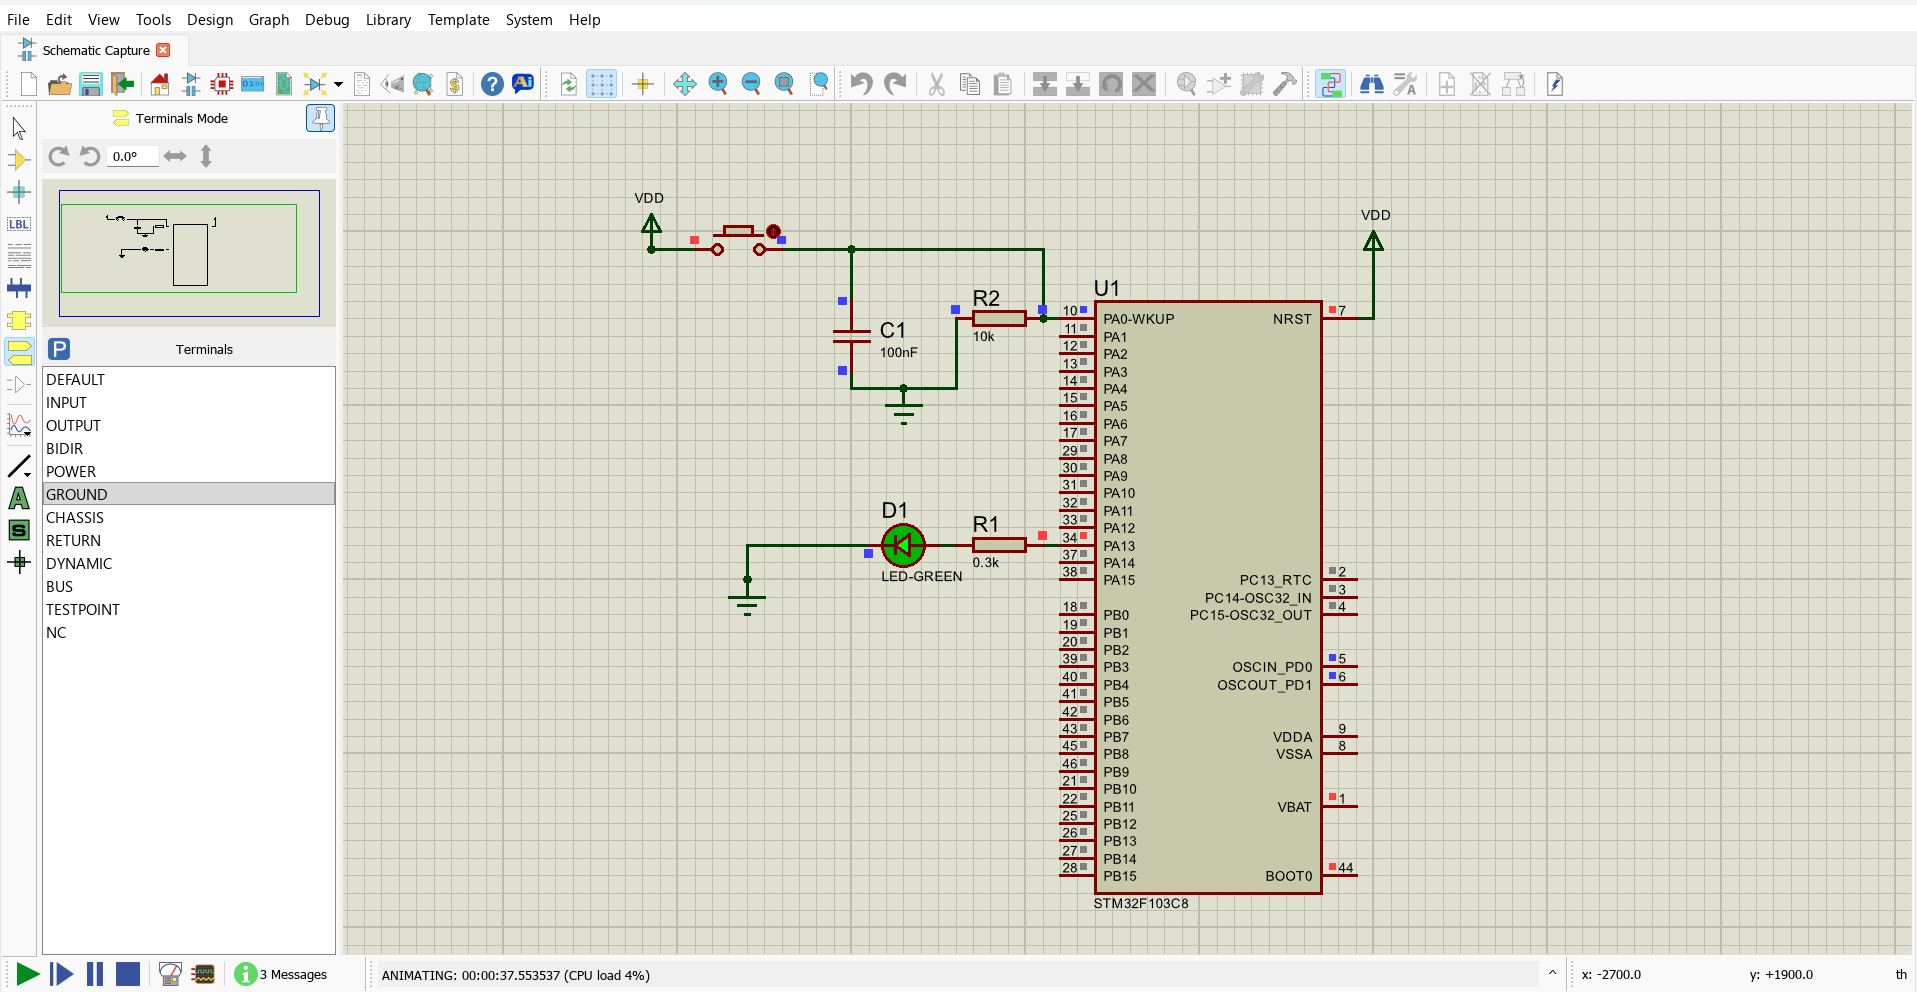 File Edit View Tools Design Graph Debug Library Template System Help
Schematic Capture
Terminals Mode
0.0°
LBL
P
Terminals
DEFAULT
INPUT
OUTPUT
BIDIR
POWER
GROUND
CHASSIS
RETURN
DYNAMIC
BUS
TESTPOINT
NC
A
S
VDD
VDD
C1
100nF
R2
10k
D1
LED-GREEN
R1
0.3k
U1
10 PA0-WKUP
11 PA1
12 PA2
13 PA3
14 PA4
15 PA5
16 PA6
17 PA7
29 PA8
30 PA9
31 PA10
32 PA11
33 PA12
34 PA13
37 PA14
38 PA15
18 PB0
19 PB1
20 PB2
39 PB3
40 PB4
41 PB5
42 PB6
43 PB7
45 PB8
46 PB9
21 PB10
22 PB11
25 PB12
26 PB13
27 PB14
28 PB15
NRST 7
PC13_RTC 2
PC14-OSC32_IN 3
PC15-OSC32_OUT 4
OSCIN_PD0 5
OSCOUT_PD1 6
VDDA 9
VSSA 8
VBAT 1
BOOT0 44
STM32F103C8
3 Messages
ANIMATING: 00:00:37.553537 (CPU load 4%)
x: -2700.0 y: +1900.0 th